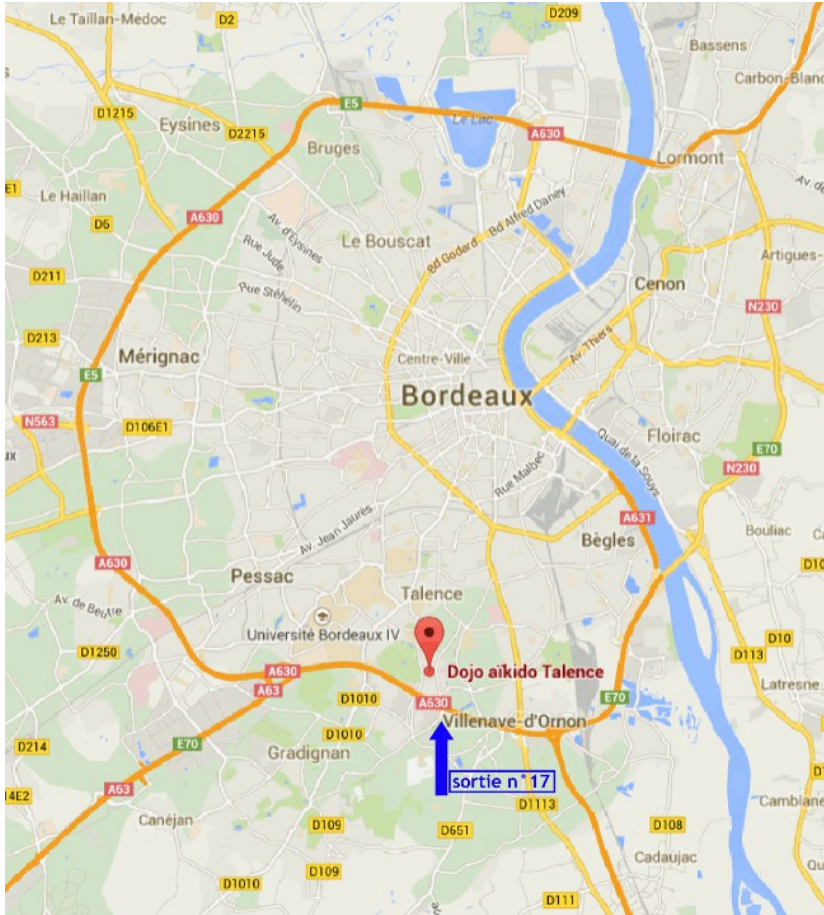 Le Taillan-Médoc
D2
D209
Bassens
Carbon-Blanc
E5
D1215
Eysines
D2215
Le Lac
A630
Bruges
Lormont
E1
Le Haillan
Av. d'Eysines
A630
D6
Rue Jude
Le Bouscat
Bd Godard
Bd Alfred Daney
D211
Rue Stéhélin
Cenon
Artigues-
N230
D213
Mérignac
Centre-Ville
Av. Thiers
E5
Bordeaux
N563
D106E1
Floirac
Quai de la Souys
E70
N230
Rue Malbec
Av. Jean Jaurès
A631
Bouliac
Bègles
A630
Pessac
Talence
Av. de Beutre
Université Bordeaux IV
D10
D1250
D113
A630
Dojo aïkido Talence
A63
D1010
A630
E70
Latresne
Villenave-d'Ornon
D1010
D214
E70
Gradignan
sortie n°17
A63
14E2
Canéjan
D1113
Camblane
D109
D651
D108
D109
Cadaujac
D1010
D111